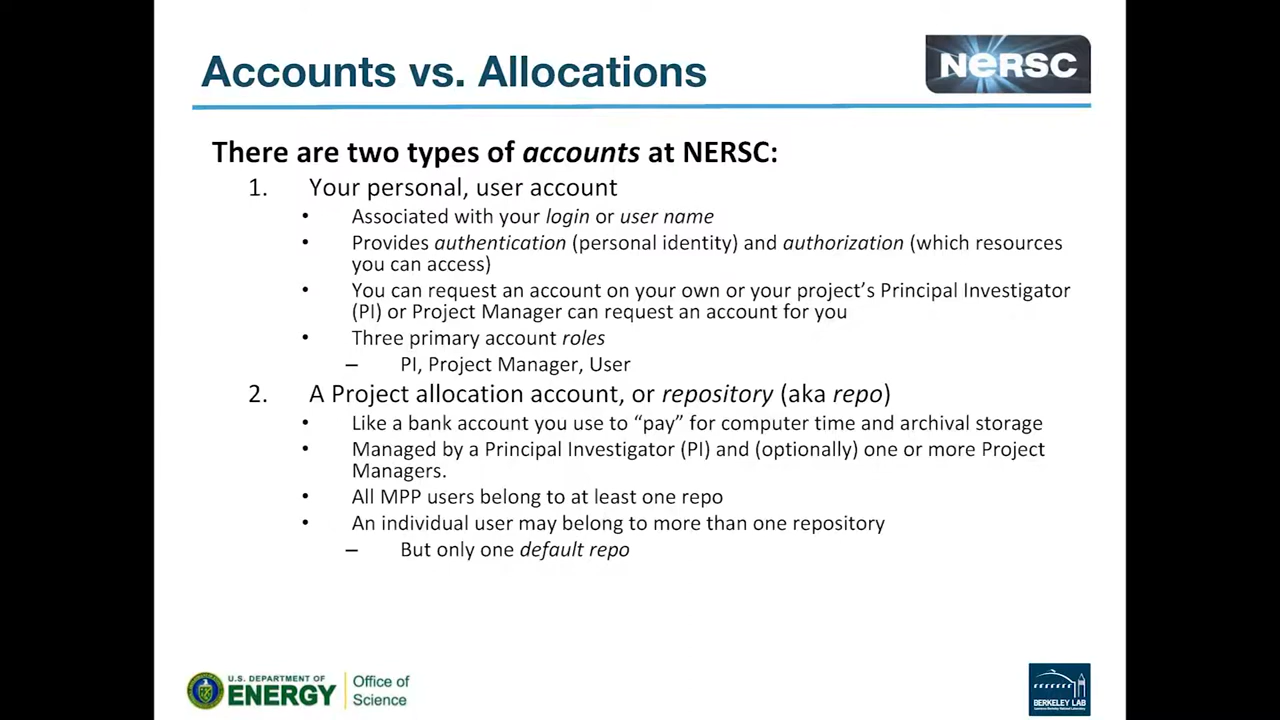 Accounts vs. Allocations
NERSC
There are two types of accounts at NERSC:
1. Your personal, user account
• Associated with your login or user name
• Provides authentication (personal identity) and authorization (which resources
you can access)
• You can request an account on your own or your project's Principal Investigator
(PI) or Project Manager can request an account for you
• Three primary account roles
– PI, Project Manager, User
2. A Project allocation account, or repository (aka repo)
• Like a bank account you use to “pay” for computer time and archival storage
• Managed by a Principal Investigator (PI) and (optionally) one or more Project
Managers.
• All MPP users belong to at least one repo
• An individual user may belong to more than one repository
– But only one default repo
U.S. DEPARTMENT OF
ENERGY
Office of
Science
BERKELEY LAB